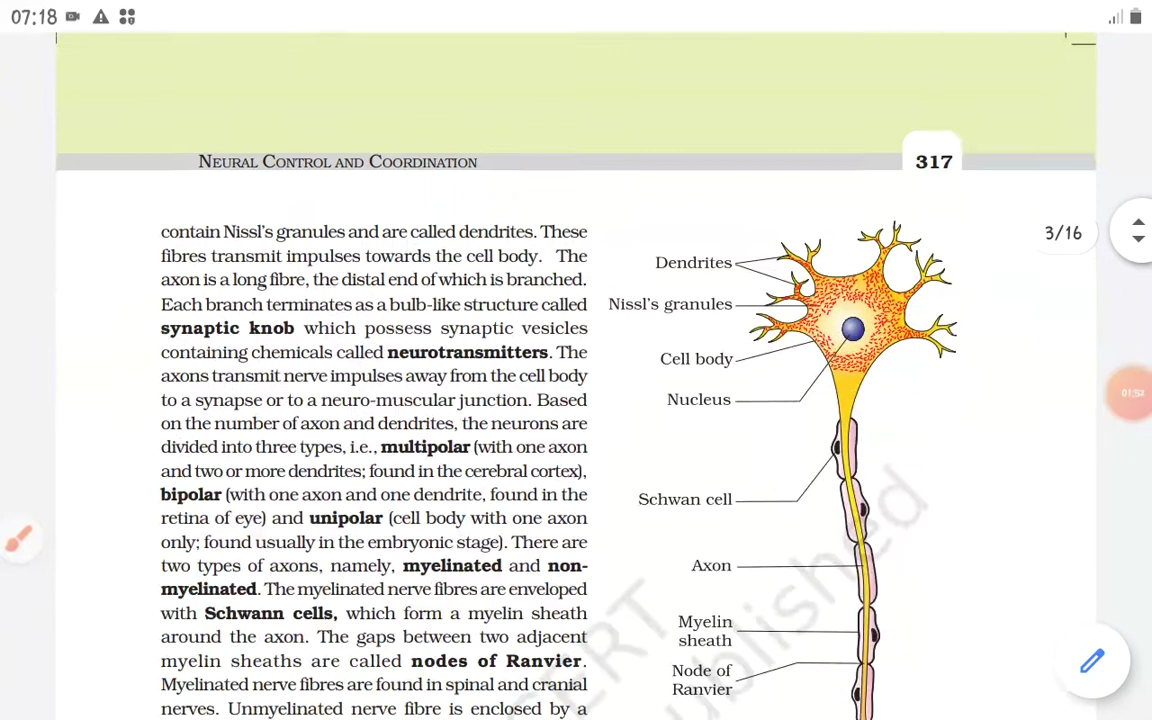 07:18
NEURAL CONTROL AND COORDINATION
317
contain Nissl's granules and are called dendrites. These
fibres transmit impulses towards the cell body. The
axon is a long fibre, the distal end of which is branched.
Each branch terminates as a bulb-like structure called
synaptic knob which possess synaptic vesicles
containing chemicals called neurotransmitters. The
axons transmit nerve impulses away from the cell body
to a synapse or to a neuro-muscular junction. Based
on the number of axon and dendrites, the neurons are
divided into three types, i.e., multipolar (with one axon
and two or more dendrites; found in the cerebral cortex),
bipolar (with one axon and one dendrite, found in the
retina of eye) and unipolar (cell body with one axon
only; found usually in the embryonic stage). There are
two types of axons, namely, myelinated and non-
myelinated. The myelinated nerve fibres are enveloped
with Schwann cells, which form a myelin sheath
around the axon. The gaps between two adjacent
myelin sheaths are called nodes of Ranvier.
Myelinated nerve fibres are found in spinal and cranial
nerves. Unmyelinated nerve fibre is enclosed by a
Dendrites
Nissl's granules
Cell body
Nucleus
Schwan cell
Axon
Myelin
sheath
Node of
Ranvier
3/16